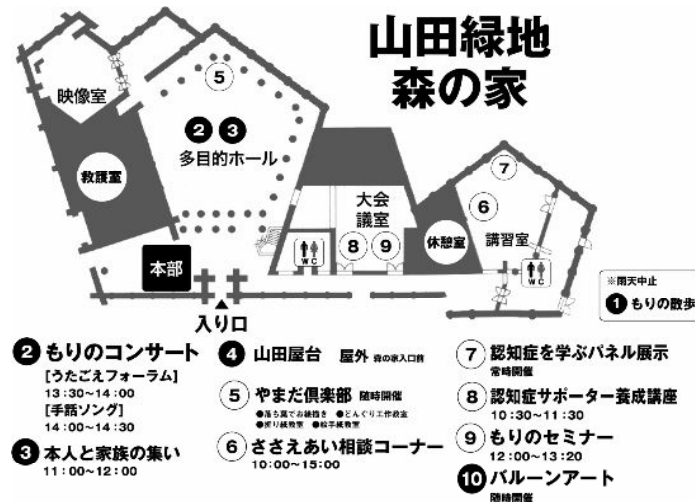 山田緑地
森の家
映像室
⑤
❷ ❸
多目的ホール
救護室
本部
入り口
大会
議室
⑧ ⑨
WC
休憩室
⑦
⑥
講習室
WC
※雨天中止
❶ もりの散歩
❷ もりのコンサート
[うたごえフォーラム]
13:30~14:00
[手話ソング]
14:00~14:30
❸ 本人と家族の集い
11:00~12:00
❹ 山田屋台 屋外 森の家入口前
⑤ やまだ倶楽部 随時開催
●落ち葉でお絵描き ●どんぐり工作教室
●折り紙教室 ●絵手紙教室
⑥ ささえあい相談コーナー
10:00~15:00
⑦ 認知症を学ぶパネル展示
常時開催
⑧ 認知症サポーター養成講座
10:30~11:30
⑨ もりのセミナー
12:00~13:20
❿ バルーンアート
随時開催